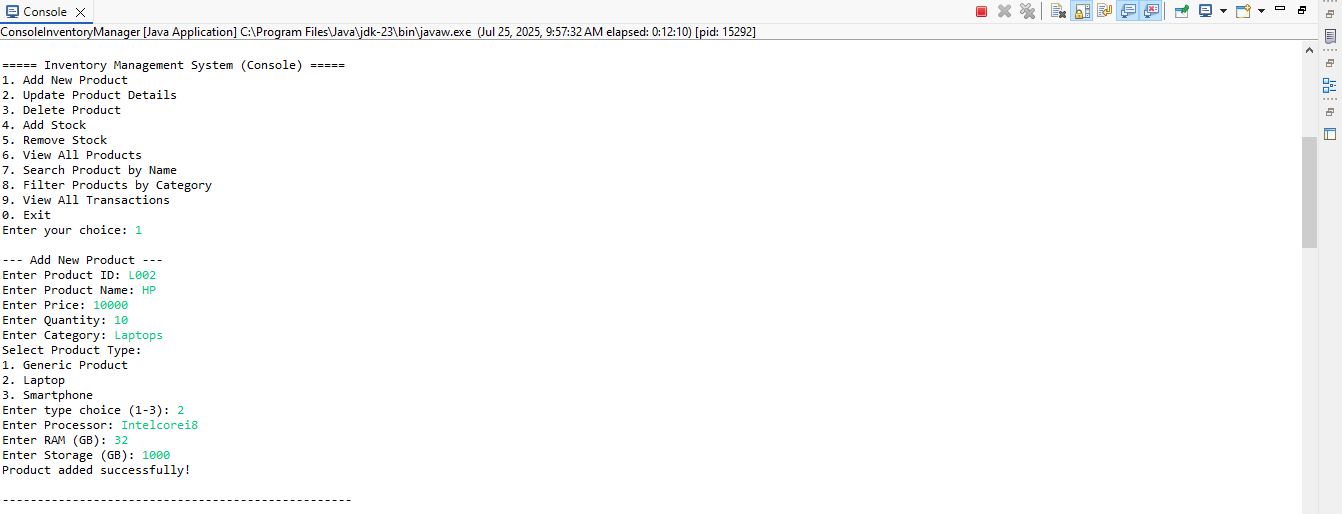 Console
ConsoleInventoryManager [Java Application] C:\Program Files\Java\jdk-23\bin\javaw.exe (Jul 25, 2025, 9:57:32 AM elapsed: 0:12:10) [pid: 15292]
===== Inventory Management System (Console) =====
1. Add New Product
2. Update Product Details
3. Delete Product
4. Add Stock
5. Remove Stock
6. View All Products
7. Search Product by Name
8. Filter Products by Category
9. View All Transactions
0. Exit
Enter your choice: 1
--- Add New Product ---
Enter Product ID: L002
Enter Product Name: HP
Enter Price: 10000
Enter Quantity: 10
Enter Category: Laptops
Select Product Type:
1. Generic Product
2. Laptop
3. Smartphone
Enter type choice (1-3): 2
Enter Processor: Intelcorei8
Enter RAM (GB): 32
Enter Storage (GB): 1000
Product added successfully!
--------------------------------------------------